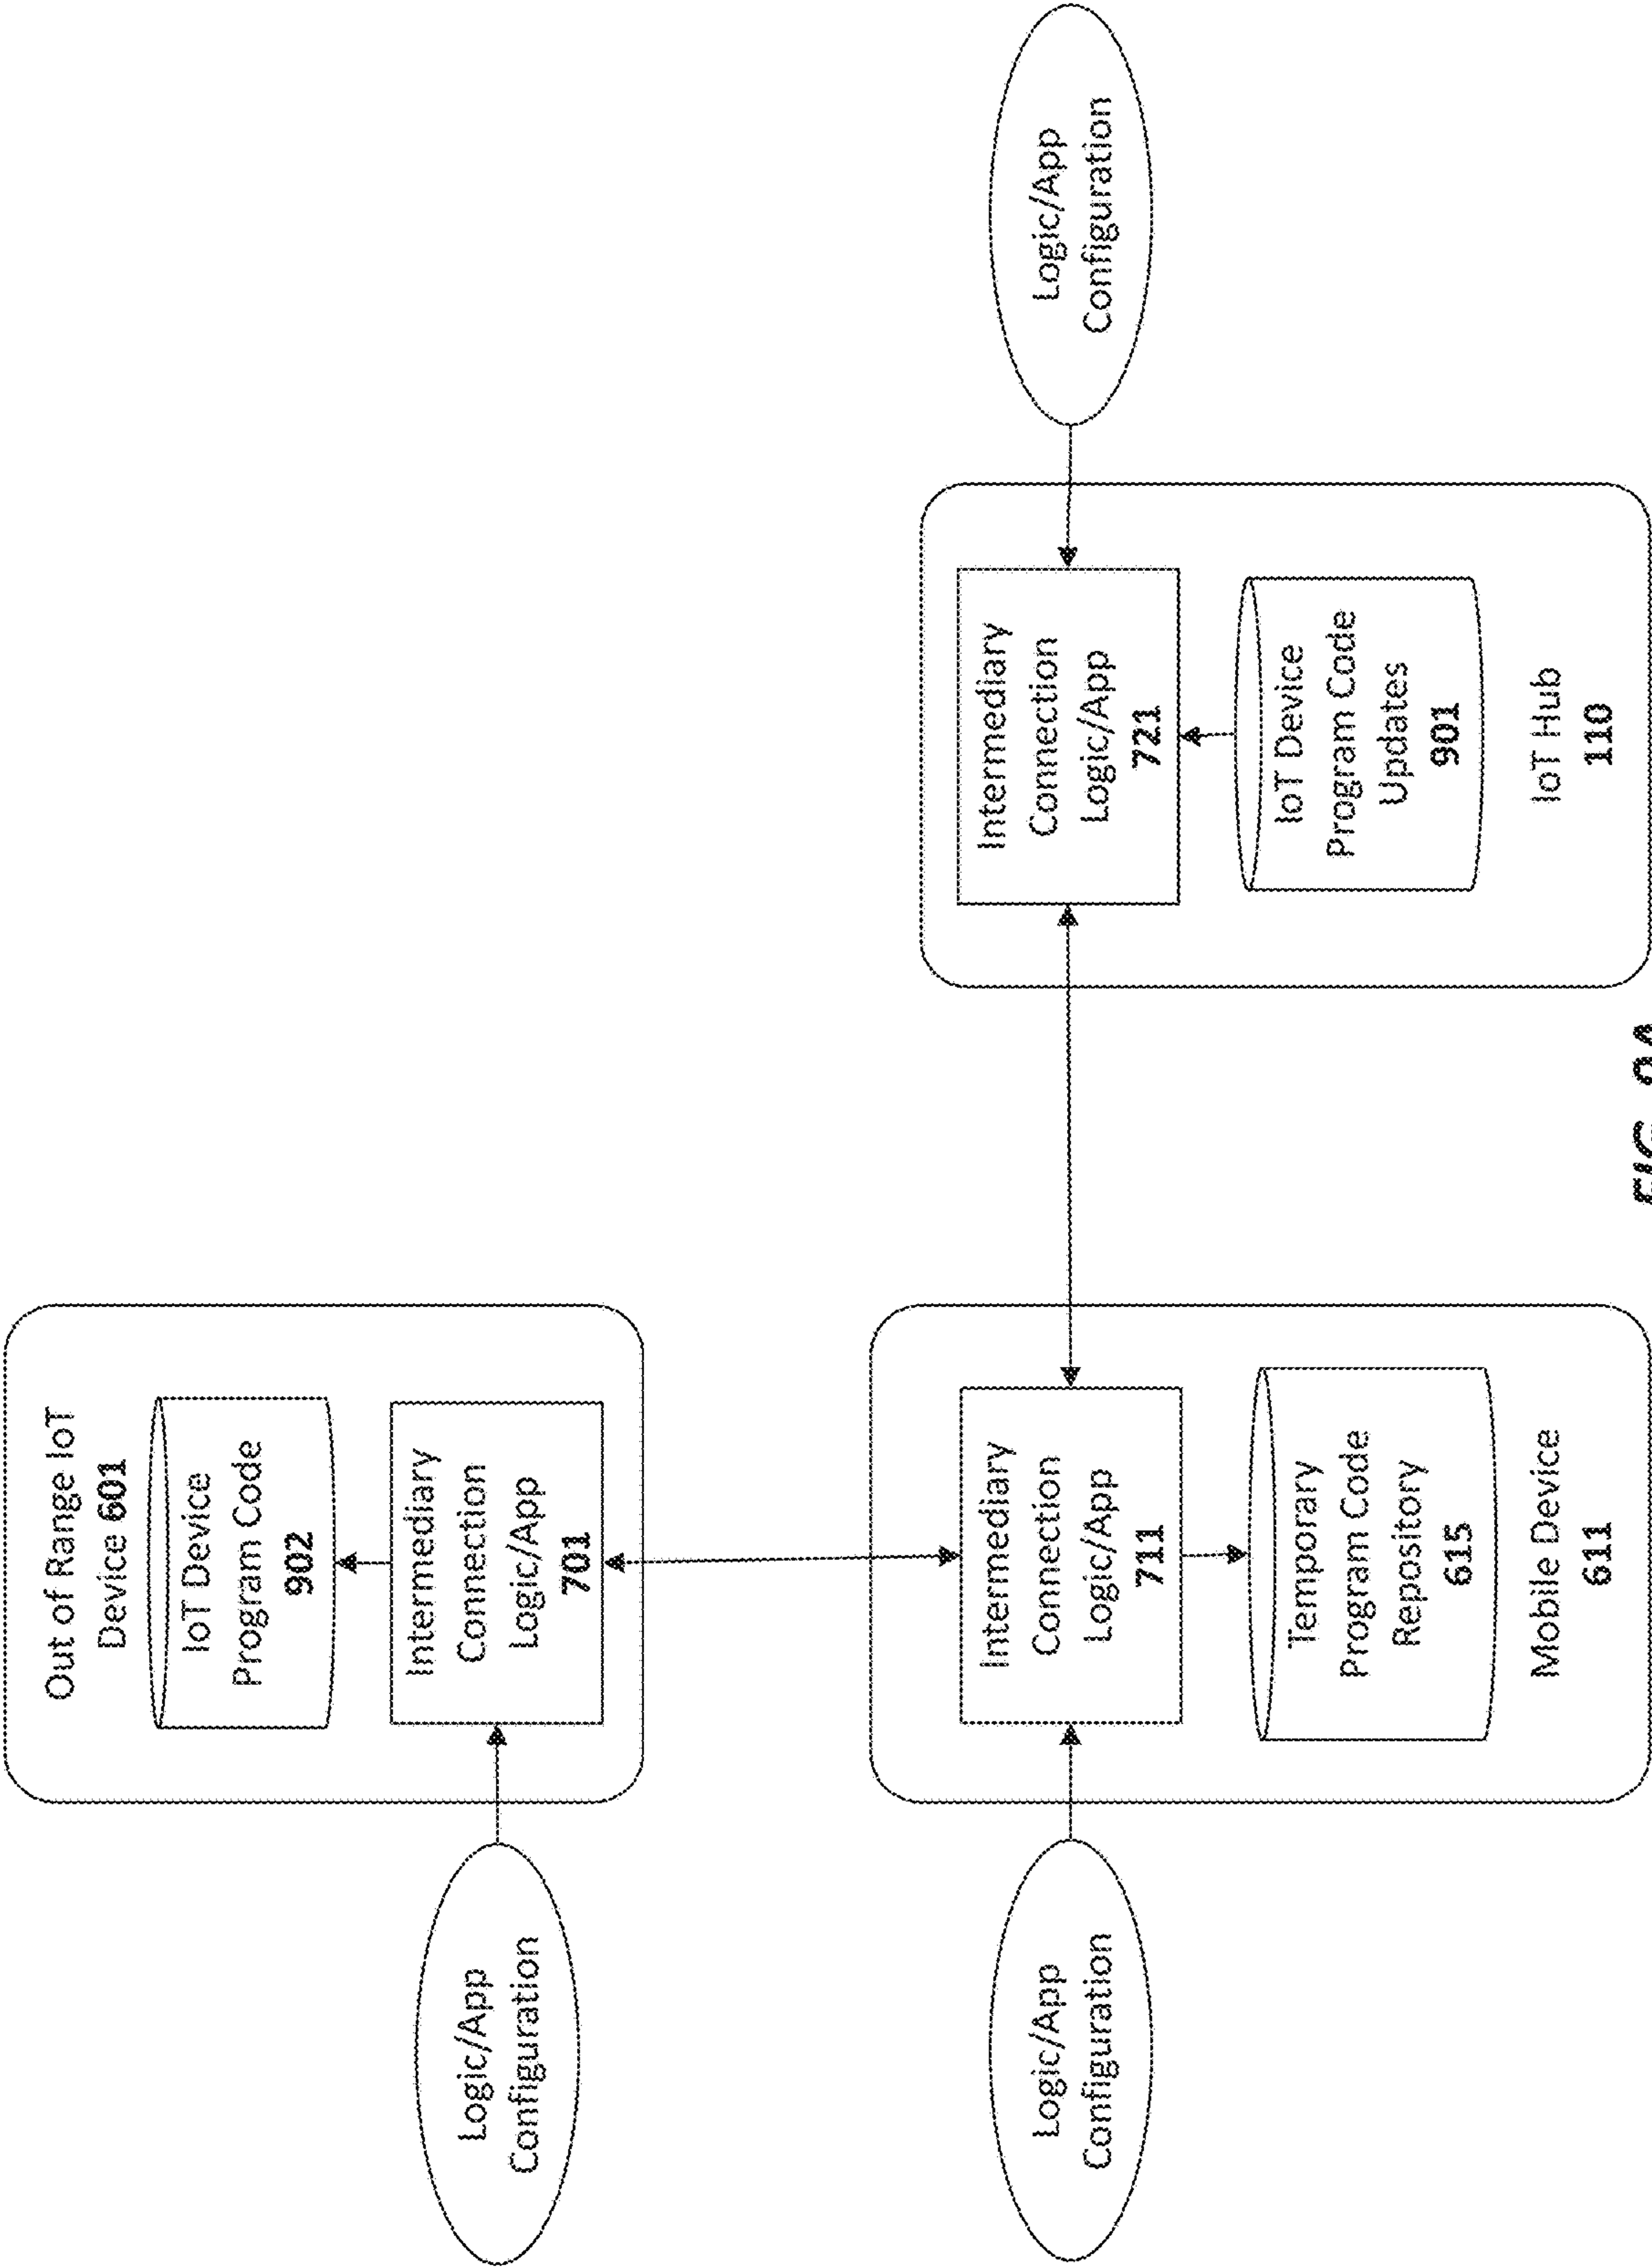 Out of Range IoT
Device 601
IoT Device
Program Code
902
Intermediary
Connection
Logic/App
701
Logic/App
Configuration
Logic/App
Configuration
Intermediary
Connection
Logic/App
711
Temporary
Program Code
Repository
615
Mobile Device
611
Intermediary
Connection
Logic/App
721
IoT Device
Program Code
Updates
901
IoT Hub
110
Logic/App
Configuration
FIG. 9A